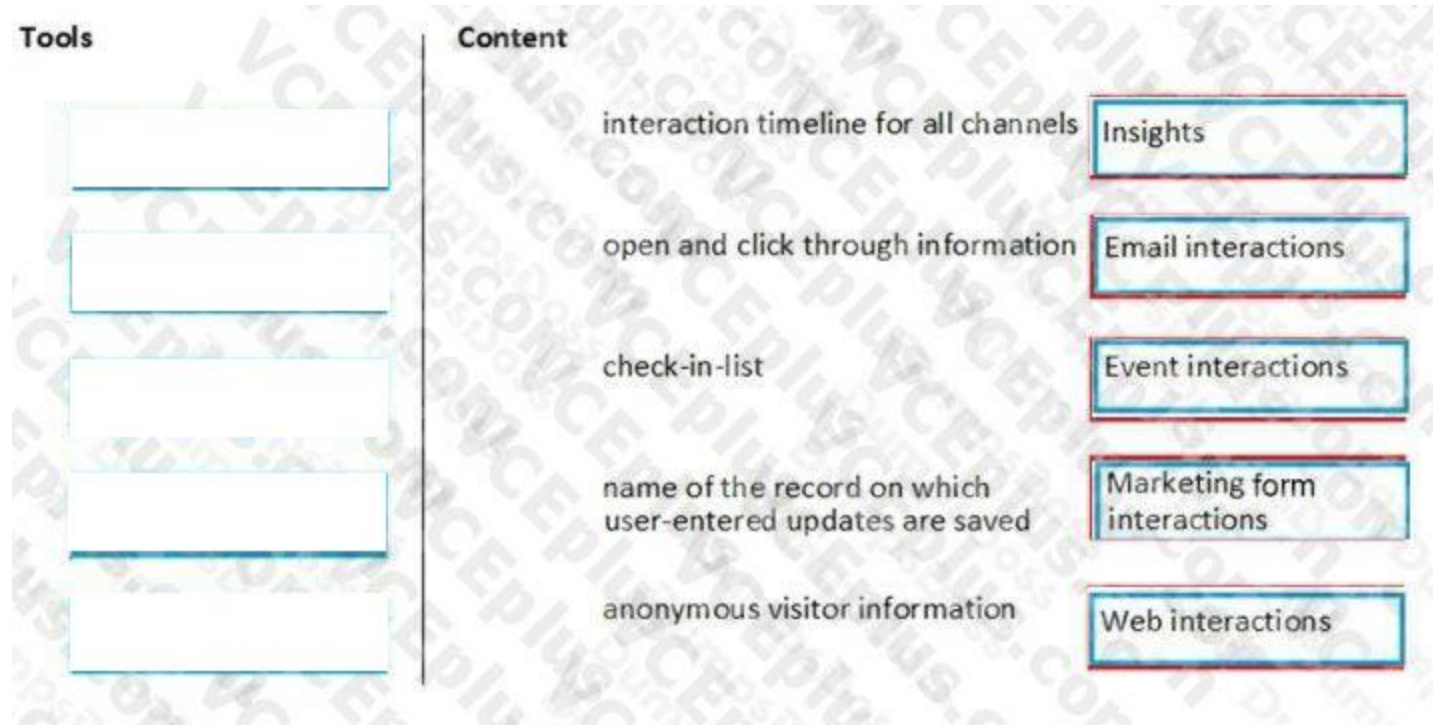 Tools
Content
interaction timeline for all channels
Insights
open and click through information
Email interactions
check-in-list
Event interactions
name of the record on which
user-entered updates are saved
Marketing form
interactions
anonymous visitor information
Web interactions